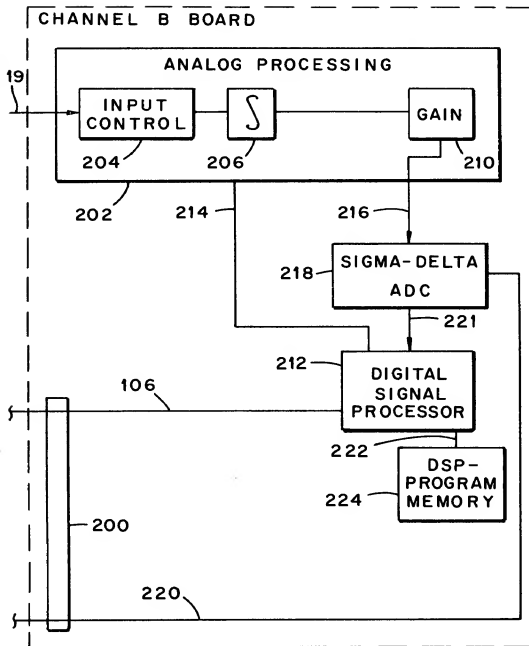 CHANNEL B BOARD
ANALOG PROCESSING
19
INPUT
CONTROL
∫
GAIN
204
206
210
202
214
216
218
SIGMA-DELTA
ADC
221
212
DIGITAL
SIGNAL
PROCESSOR
106
222
DSP-
PROGRAM
MEMORY
224
200
220